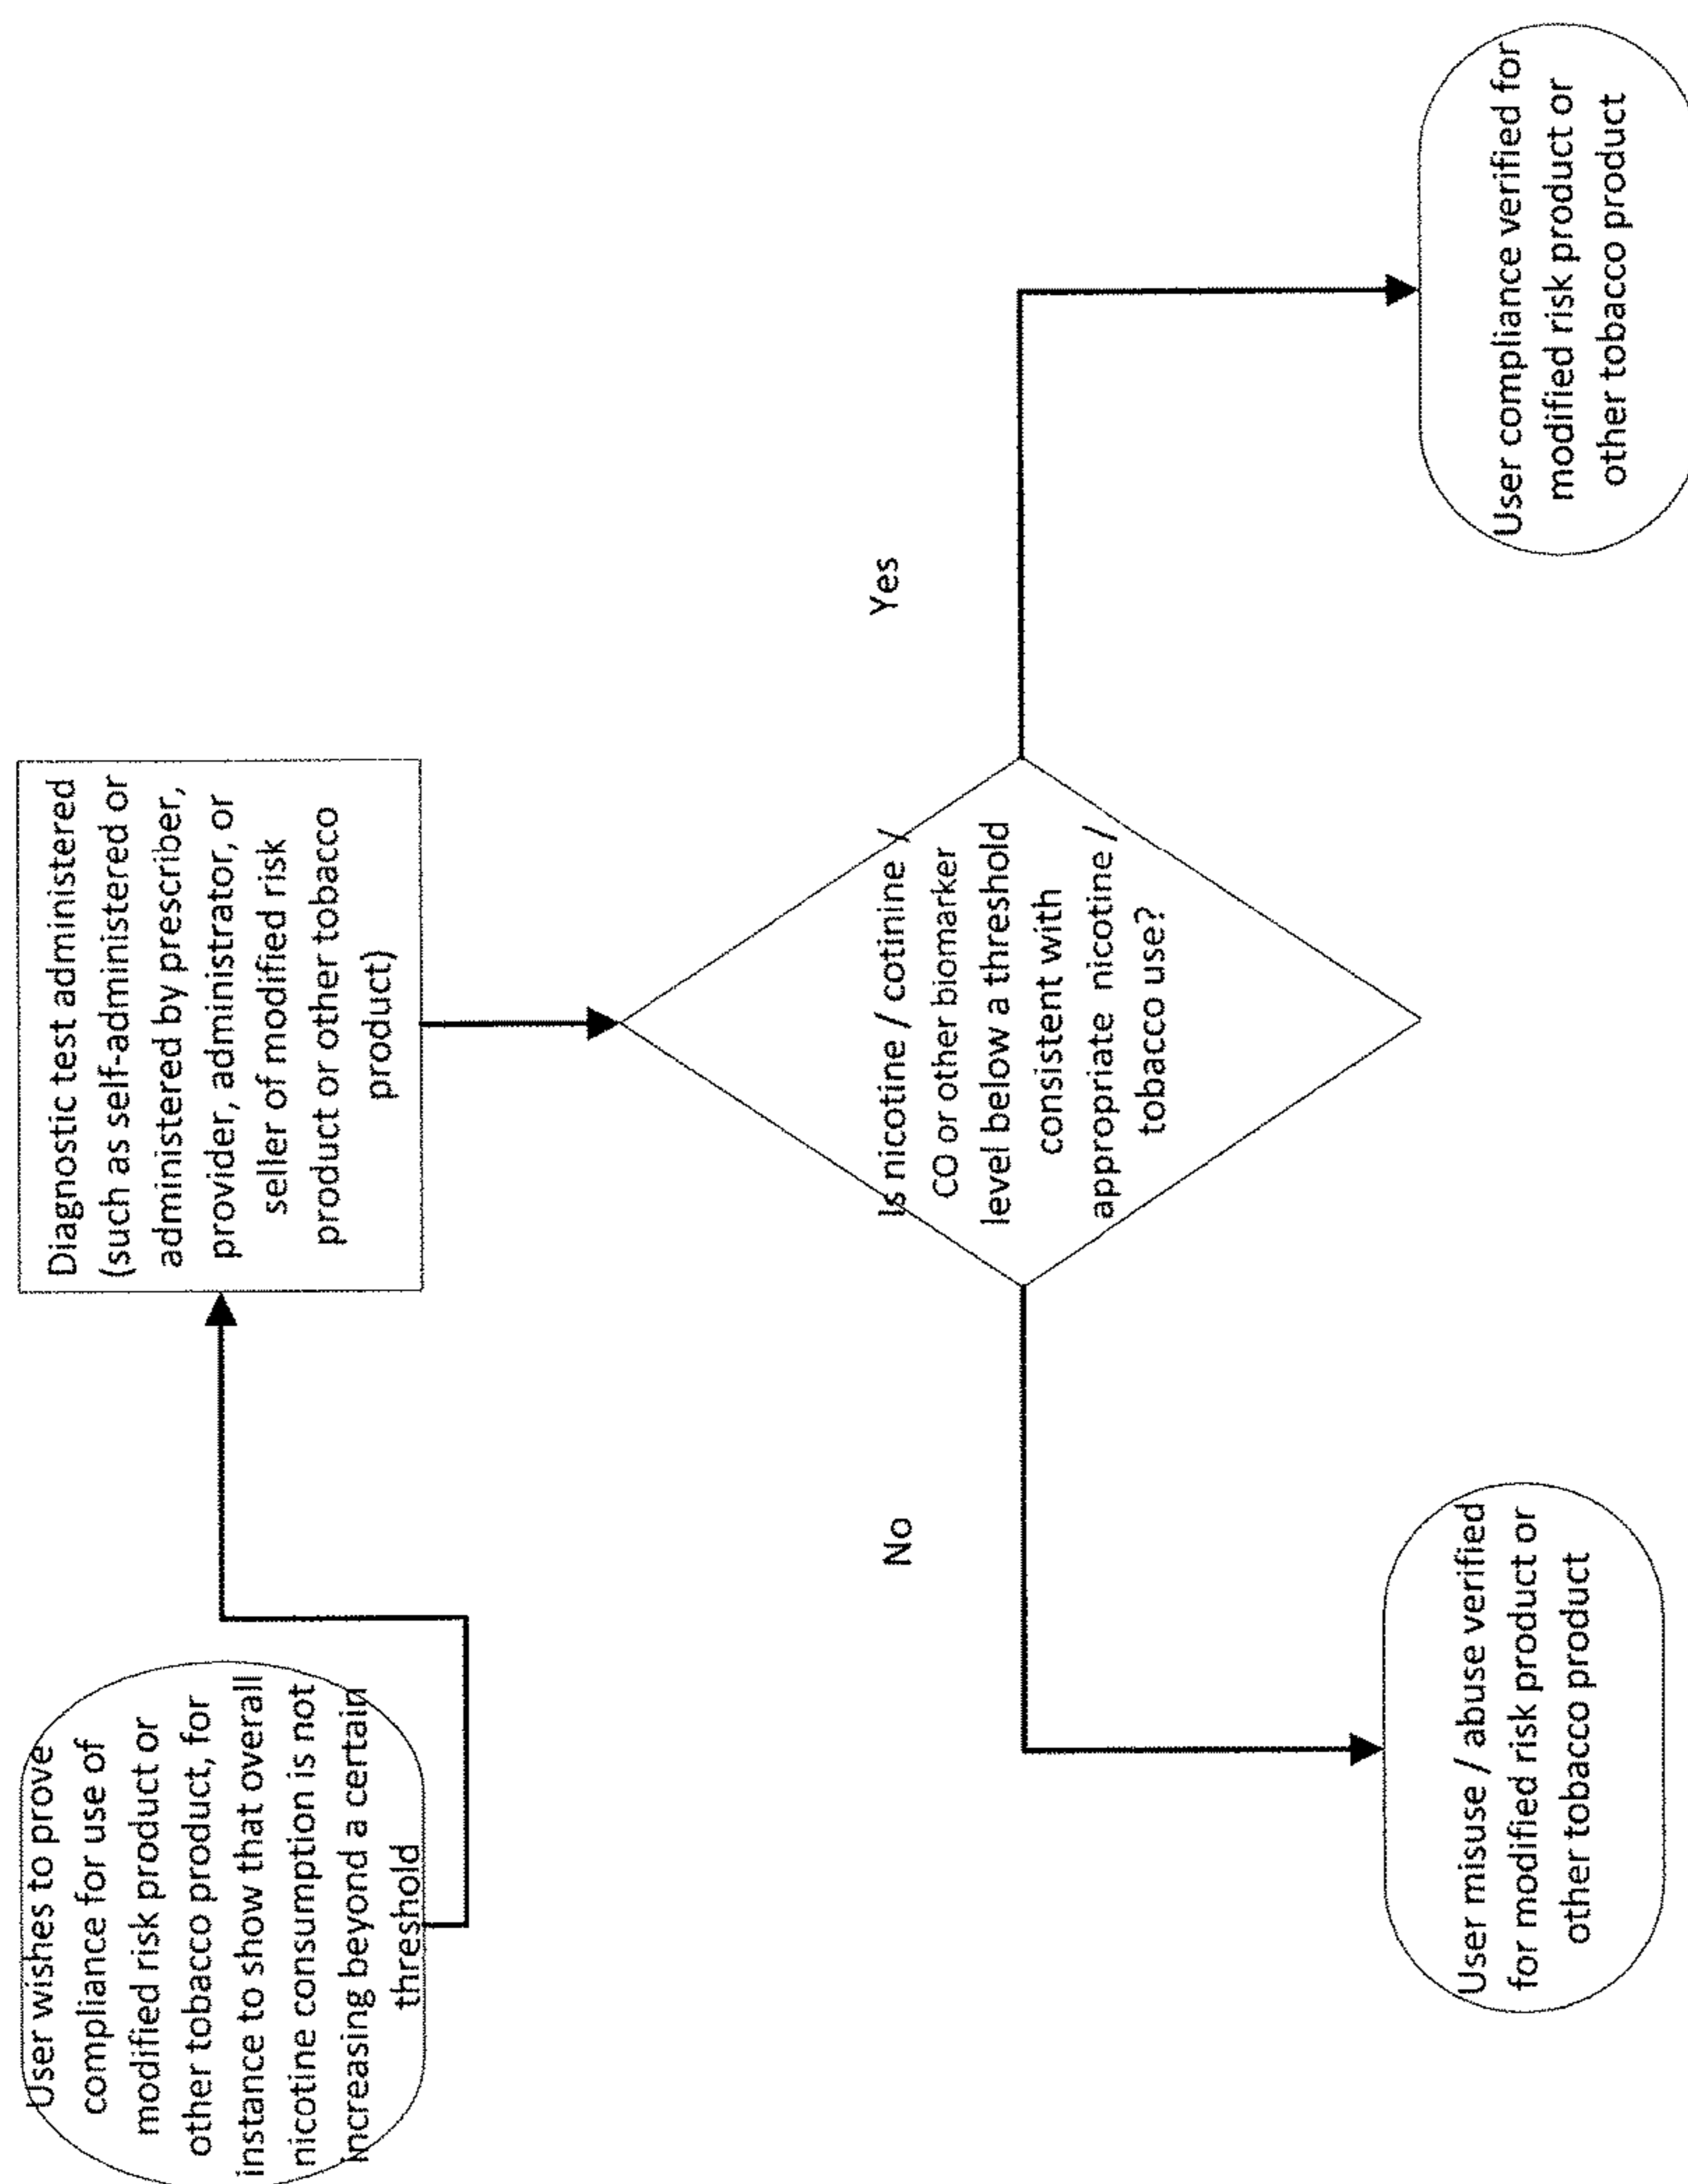 User wishes to prove
compliance for use of
modified risk product or
other tobacco product, for
instance to show that overall
nicotine consumption is not
increasing beyond a certain
threshold
Diagnostic test administered
(such as self-administered or
administered by prescriber,
provider, administrator, or
seller of modified risk
product or other tobacco
product)
Is nicotine / cotinine /
CO or other biomarker
level below a threshold
consistent with
appropriate nicotine /
tobacco use?
No
Yes
User misuse / abuse verified
for modified risk product or
other tobacco product
User compliance verified for
modified risk product or
other tobacco product